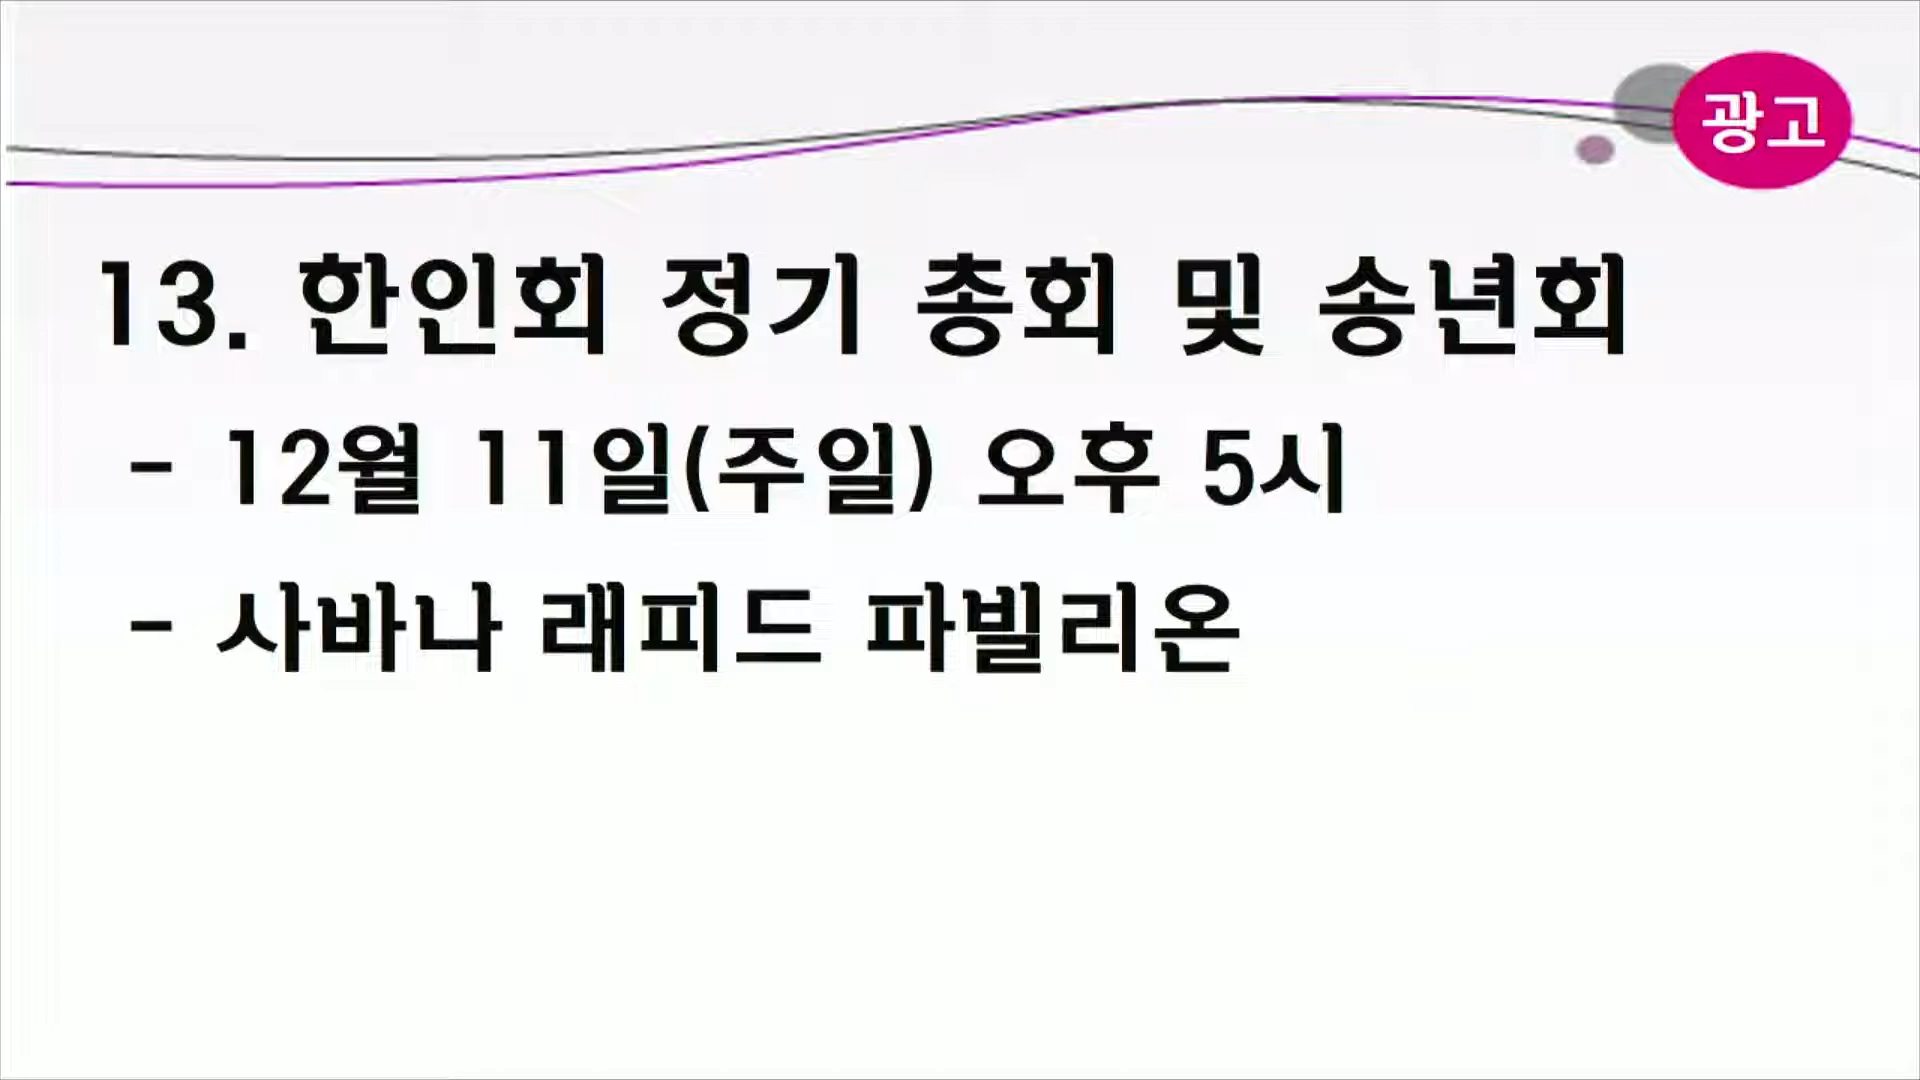 광고
13. 한인회 정기 총회 및 송년회
- 12월 11일(주일) 오후 5시
- 사바나 래피드 파빌리온